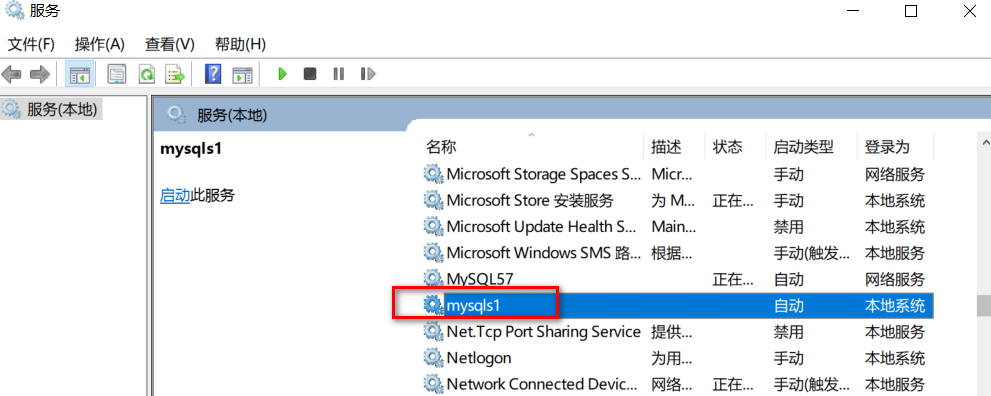 服务
文件(F) 操作(A) 查看(V) 帮助(H)
服务(本地)
服务(本地)
mysqls1
启动此服务
名称 描述 状态 启动类型 登录为
Microsoft Storage Spaces S... Micr... 手动 网络服务
Microsoft Store 安装服务 为 M... 正在... 手动 本地系统
Microsoft Update Health S... Main... 禁用 本地系统
Microsoft Windows SMS 路... 根据... 手动(触发... 本地服务
MySQL57 正在... 自动 网络服务
mysqls1 自动 本地系统
Net.Tcp Port Sharing Service 提供... 禁用 本地服务
Netlogon 为用... 手动 本地系统
Network Connected Devic... 网络... 正在... 手动(触发... 本地服务